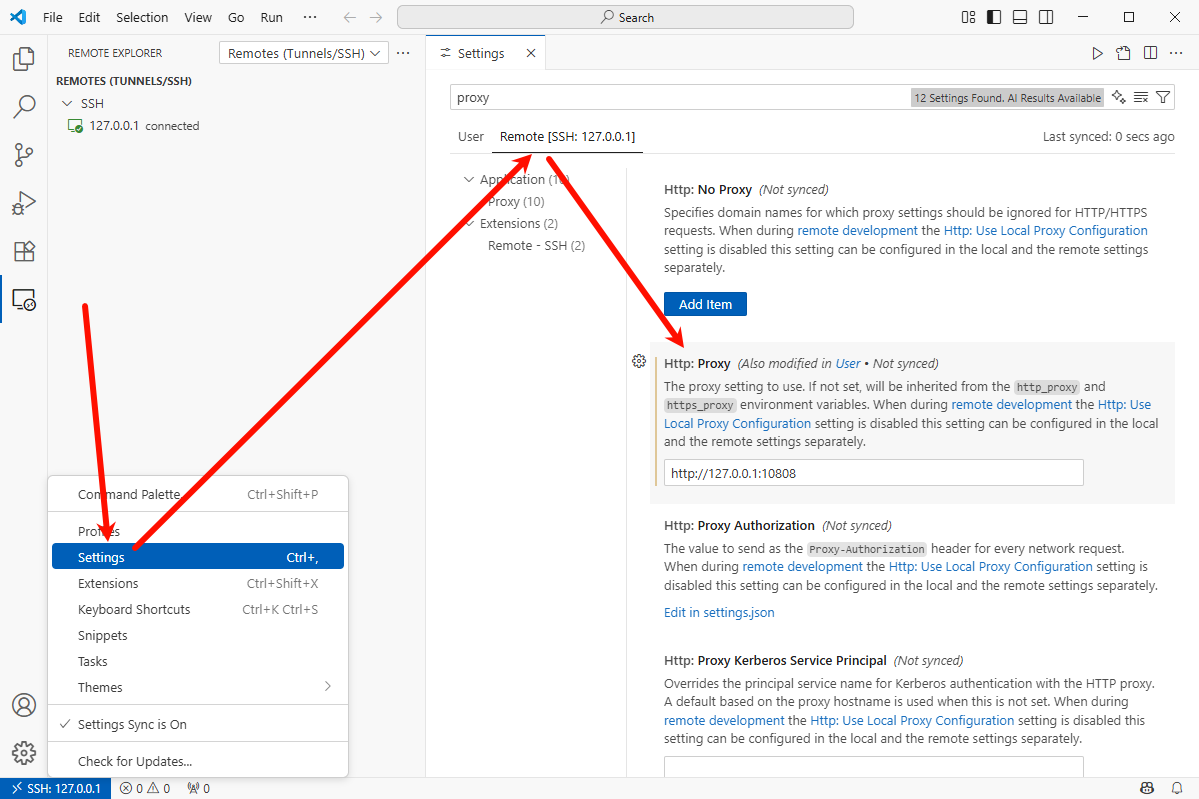 File Edit Selection View Go Run ··· Search
REMOTE EXPLORER Remotes (Tunnels/SSH) ···
REMOTES (TUNNELS/SSH)
SSH
127.0.0.1 connected
Settings
proxy
12 Settings Found. AI Results Available
User Remote [SSH: 127.0.0.1] Last synced: 0 secs ago
Application (10)
Proxy (10)
Extensions (2)
Remote - SSH (2)
Http: No Proxy (Not synced)
Specifies domain names for which proxy settings should be ignored for HTTP/HTTPS
requests. When during remote development the Http: Use Local Proxy Configuration
setting is disabled this setting can be configured in the local and the remote settings
separately.
Add Item
Http: Proxy (Also modified in User • Not synced)
The proxy setting to use. If not set, will be inherited from the http_proxy and
https_proxy environment variables. When during remote development the Http: Use
Local Proxy Configuration setting is disabled this setting can be configured in the local
and the remote settings separately.
http://127.0.0.1:10808
Http: Proxy Authorization (Not synced)
The value to send as the Proxy-Authorization header for every network request.
When during remote development the Http: Use Local Proxy Configuration setting is
disabled this setting can be configured in the local and the remote settings separately.
Edit in settings.json
Http: Proxy Kerberos Service Principal (Not synced)
Overrides the principal service name for Kerberos authentication with the HTTP proxy.
A default based on the proxy hostname is used when this is not set. When during
remote development the Http: Use Local Proxy Configuration setting is disabled this
setting can be configured in the local and the remote settings separately.
Command Palette... Ctrl+Shift+P
Profiles
Settings Ctrl+,
Extensions Ctrl+Shift+X
Keyboard Shortcuts Ctrl+K Ctrl+S
Snippets
Tasks
Themes
Settings Sync is On
Check for Updates...
SSH: 127.0.0.1 0 0 0